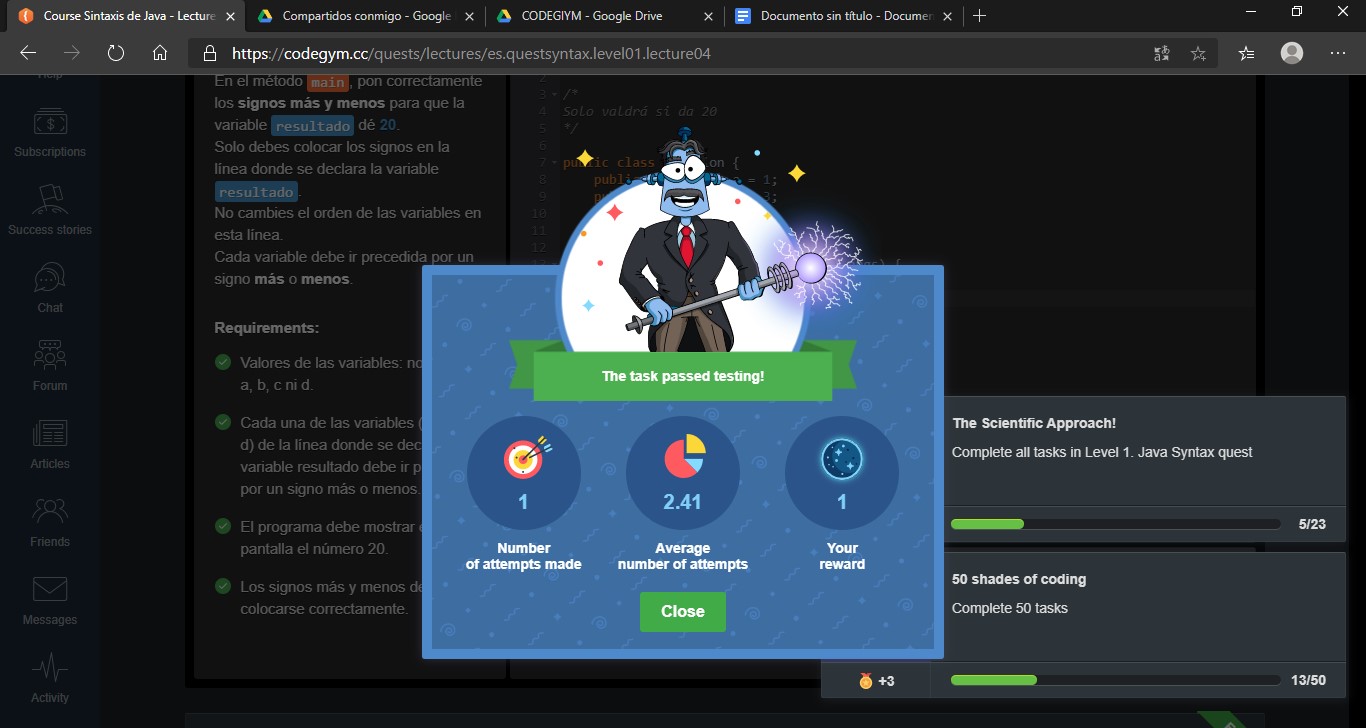 Course Sintaxis de Java - Lecture
Compartidos conmigo - Google
CODEGIYM - Google Drive
Documento sin título - Documen
https://codegym.cc/quests/lectures/es.questsyntax.level01.lecture04
Help
Subscriptions
Success stories
Chat
Forum
Articles
Friends
Messages
Activity
En el método main, pon correctamente
los signos más y menos para que la
variable resultado dé 20.
Solo debes colocar los signos en la
línea donde se declara la variable
resultado.
No cambies el orden de las variables en
esta línea.
Cada variable debe ir precedida por un
signo más o menos.
Requirements:
Valores de las variables: no
a, b, c ni d.
Cada una de las variables (
d) de la línea donde se dec
variable resultado debe ir p
por un signo más o menos.
El programa debe mostrar
pantalla el número 20.
Los signos más y menos de
colocarse correctamente.
2
3 /*
4 Solo valdrá si da 20
5 */
6
7 public class on {
8 publi = 1;
9 pu 3;
10
11
12
) {
The task passed testing!
1
Number
of attempts made
2.41
Average
number of attempts
1
Your
reward
Close
The Scientific Approach!
Complete all tasks in Level 1. Java Syntax quest
5/23
50 shades of coding
Complete 50 tasks
+3
13/50